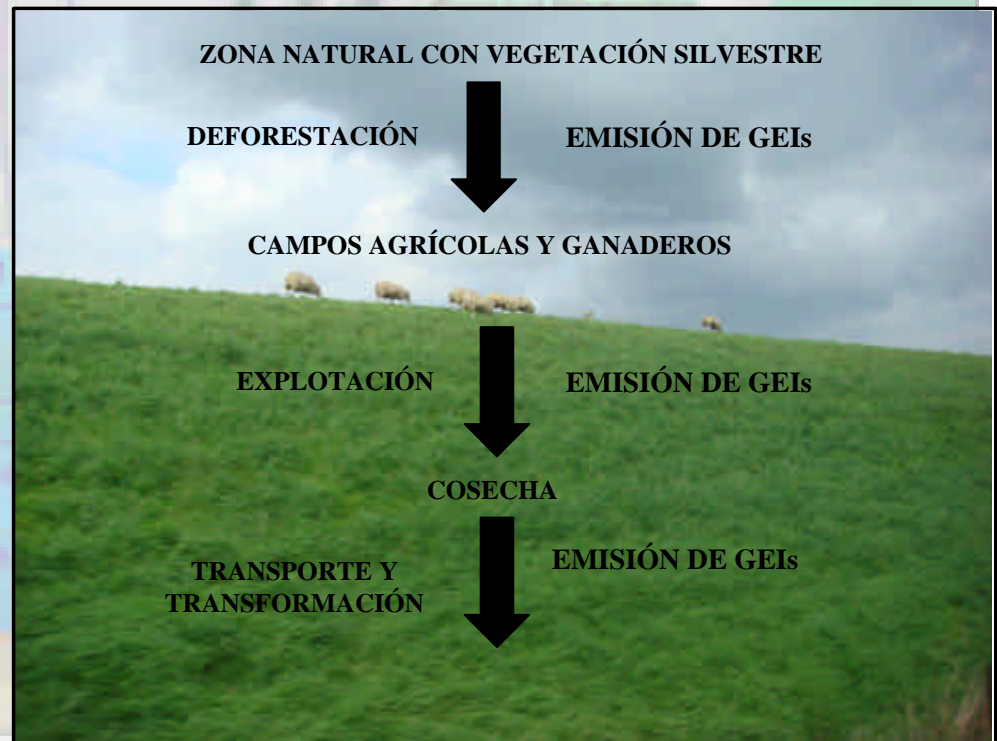 ZONA NATURAL CON VEGETACIÓN SILVESTRE
DEFORESTACIÓN
EMISIÓN DE GEIs
CAMPOS AGRÍCOLAS Y GANADEROS
EXPLOTACIÓN
EMISIÓN DE GEIs
COSECHA
TRANSPORTE Y
TRANSFORMACIÓN
EMISIÓN DE GEIs